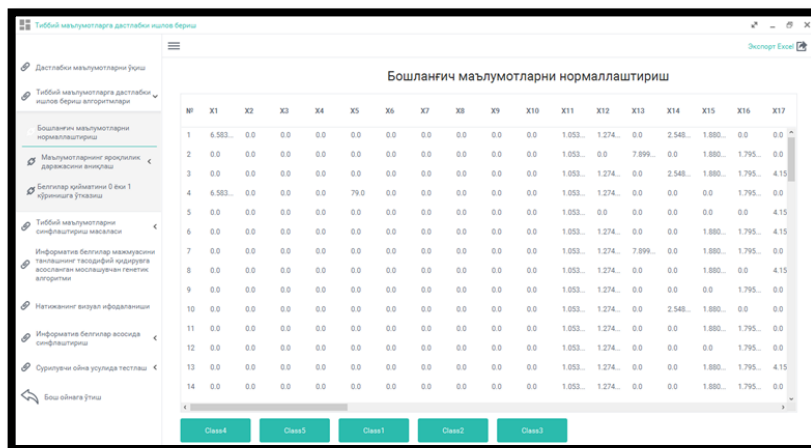 Тиббий маълумотларга дастлабки ишлов бериш
Экспорт Excel
Дастлабки маълумотларни ўқиш
Тиббий маълумотларга дастлабки
ишлов бериш алгоритмлари
Бошланғич маълумотларни
нормаллаштириш
Маълумотларнинг яроқлилик
даражасини аниқлаш
Белгилар қийматини 0 ёки 1
кўринишга ўтказиш
Тиббий маълумотларни
синфлаштириш масаласи
Информатив белгилар мажмуасини
танлашнинг тасодифий қидирувга
асосланган мослашувчан генетик
алгоритми
Натижанинг визуал ифодаланиши
Информатив белгилар асосида
синфлаштириш
Сурилувчи ойна усулида тестлаш
Бош ойнага ўтиш
Бошланғич маълумотларни нормаллаштириш
№ X1 X2 X3 X4 X5 X6 X7 X8 X9 X10 X11 X12 X13 X14 X15 X16 X17
1 6.583... 0.0 0.0 0.0 0.0 0.0 0.0 0.0 0.0 0.0 1.053... 1.274... 0.0 2.548... 1.880... 0.0 0.0
2 0.0 0.0 0.0 0.0 0.0 0.0 0.0 0.0 0.0 0.0 1.053... 0.0 7.899... 0.0 1.880... 1.795... 0.0
3 0.0 0.0 0.0 0.0 0.0 0.0 0.0 0.0 0.0 0.0 1.053... 1.274... 0.0 2.548... 1.880... 1.795... 4.15
4 6.583... 0.0 0.0 0.0 79.0 0.0 0.0 0.0 0.0 0.0 1.053... 1.274... 0.0 0.0 0.0 1.795... 0.0
5 0.0 0.0 0.0 0.0 0.0 0.0 0.0 0.0 0.0 0.0 1.053... 0.0 0.0 0.0 0.0 0.0 4.15
6 0.0 0.0 0.0 0.0 0.0 0.0 0.0 0.0 0.0 0.0 1.053... 1.274... 0.0 0.0 1.880... 1.795... 4.15
7 0.0 0.0 0.0 0.0 0.0 0.0 0.0 0.0 0.0 0.0 1.053... 1.274... 7.899... 0.0 1.880... 1.795... 0.0
8 0.0 0.0 0.0 0.0 0.0 0.0 0.0 0.0 0.0 0.0 1.053... 1.274... 0.0 0.0 1.880... 0.0 4.15
9 0.0 0.0 0.0 0.0 0.0 0.0 0.0 0.0 0.0 0.0 1.053... 1.274... 0.0 0.0 0.0 1.795... 0.0
10 0.0 0.0 0.0 0.0 0.0 0.0 0.0 0.0 0.0 0.0 1.053... 1.274... 0.0 2.548... 1.880... 0.0 0.0
11 0.0 0.0 0.0 0.0 0.0 0.0 0.0 0.0 0.0 0.0 1.053... 1.274... 0.0 0.0 1.880... 1.795... 0.0
12 0.0 0.0 0.0 0.0 0.0 0.0 0.0 0.0 0.0 0.0 1.053... 1.274... 0.0 0.0 0.0 1.795... 0.0
13 0.0 0.0 0.0 0.0 0.0 0.0 0.0 0.0 0.0 0.0 1.053... 1.274... 0.0 0.0 1.880... 1.795... 4.15
14 0.0 0.0 0.0 0.0 0.0 0.0 0.0 0.0 0.0 0.0 1.053... 1.274... 0.0 0.0 1.880... 1.795... 0.0
Class4 Class5 Class1 Class2 Class3